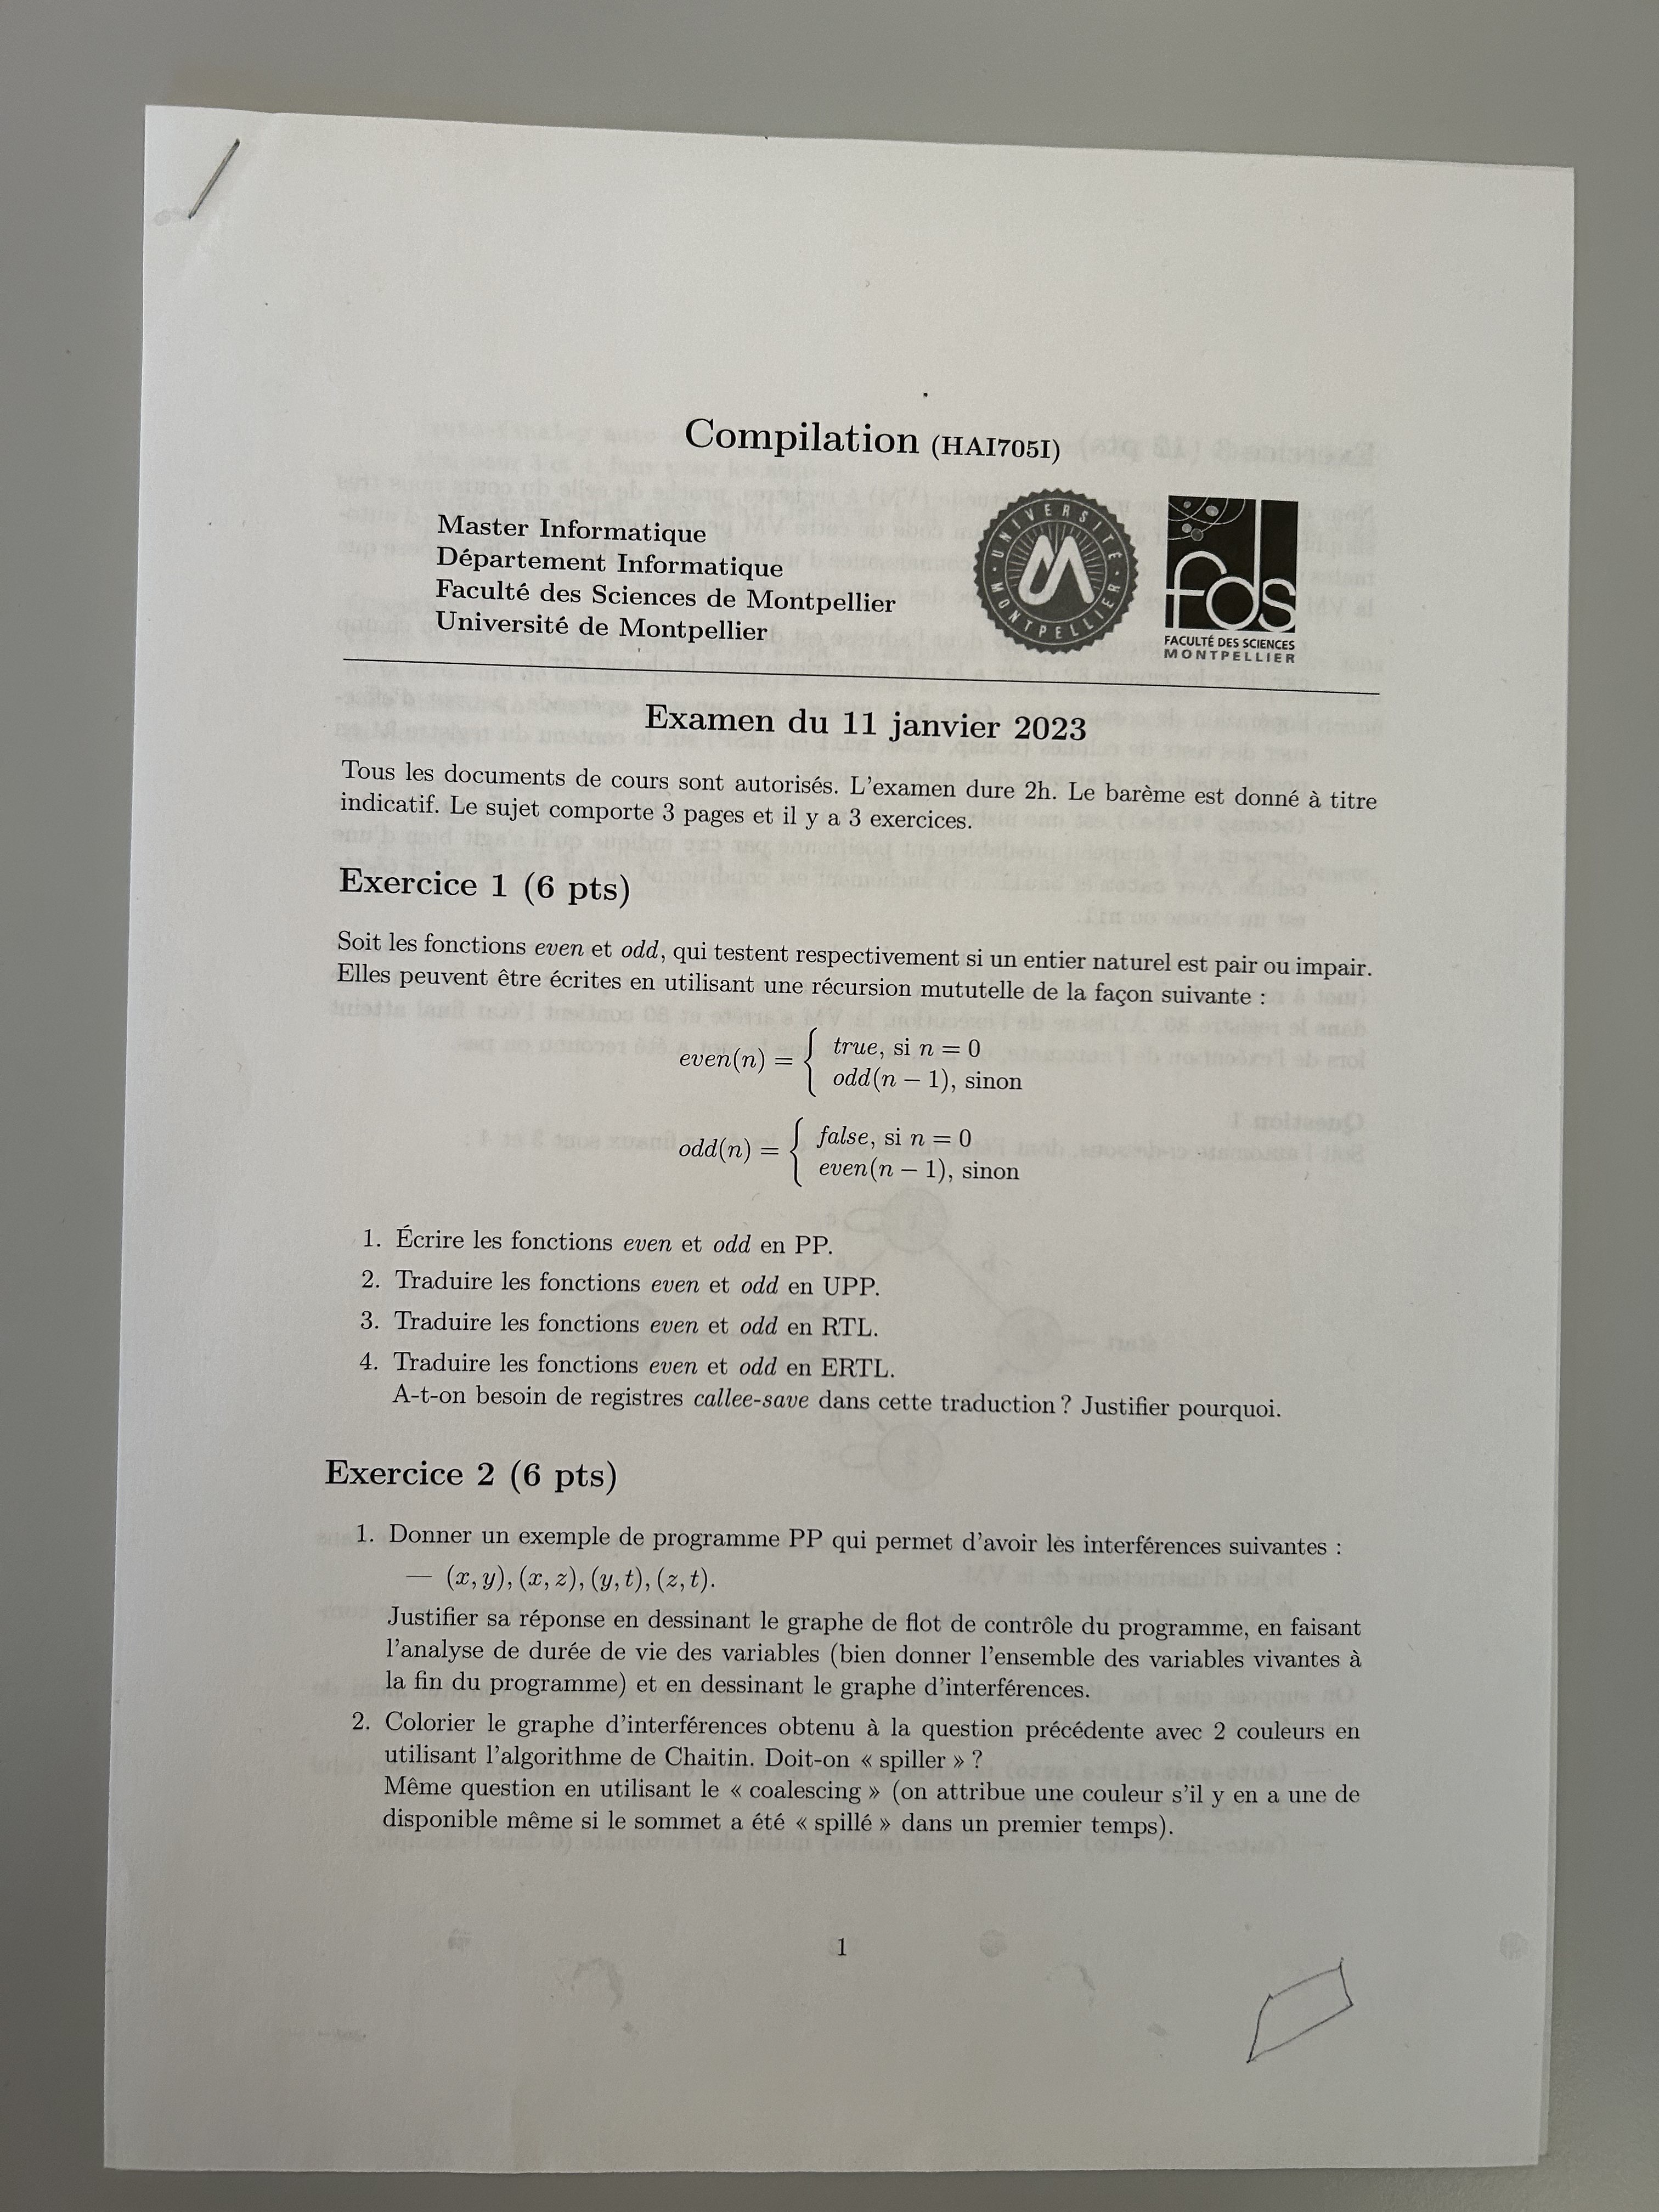 Compilation (HAI705I)
Master Informatique
Département Informatique
Faculté des Sciences de Montpellier
Université de Montpellier
UNIVERSITÉ
MONTPELLIER
fds
FACULTÉ DES SCIENCES
MONTPELLIER
Examen du 11 janvier 2023
Tous les documents de cours sont autorisés. L'examen dure 2h. Le barème est donné à titre
indicatif. Le sujet comporte 3 pages et il y a 3 exercices.
Exercice 1 (6 pts)
Soit les fonctions even et odd, qui testent respectivement si un entier naturel est pair ou impair.
Elles peuvent être écrites en utilisant une récursion mututelle de la façon suivante :
even(n) = { true, si n = 0
odd(n − 1), sinon
odd(n) = { false, si n = 0
even(n − 1), sinon
1. Écrire les fonctions even et odd en PP.
2. Traduire les fonctions even et odd en UPP.
3. Traduire les fonctions even et odd en RTL.
4. Traduire les fonctions even et odd en ERTL.
A-t-on besoin de registres callee-save dans cette traduction ? Justifier pourquoi.
Exercice 2 (6 pts)
1. Donner un exemple de programme PP qui permet d'avoir les interférences suivantes :
— (x, y), (x, z), (y, t), (z, t).
Justifier sa réponse en dessinant le graphe de flot de contrôle du programme, en faisant
l'analyse de durée de vie des variables (bien donner l'ensemble des variables vivantes à
la fin du programme) et en dessinant le graphe d'interférences.
2. Colorier le graphe d'interférences obtenu à la question précédente avec 2 couleurs en
utilisant l'algorithme de Chaitin. Doit-on « spiller » ?
Même question en utilisant le « coalescing » (on attribue une couleur s'il y en a une de
disponible même si le sommet a été « spillé » dans un premier temps).
1